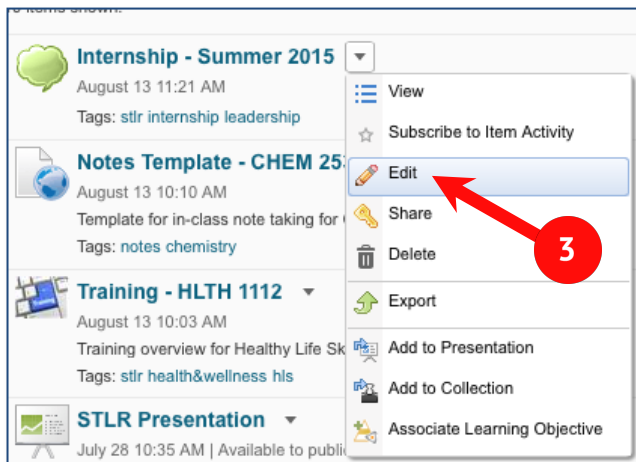 items shown.
Internship - Summer 2015
August 13 11:21 AM
Tags: stlr internship leadership
Notes Template - CHEM 253
August 13 10:10 AM
Template for in-class note taking for
Tags: notes chemistry
Training - HLTH 1112
August 13 10:03 AM
Training overview for Healthy Life Sk
Tags: stlr health&wellness hls
STLR Presentation
July 28 10:35 AM | Available to public
View
Subscribe to Item Activity
Edit
Share
Delete
Export
Add to Presentation
Add to Collection
Associate Learning Objective
3